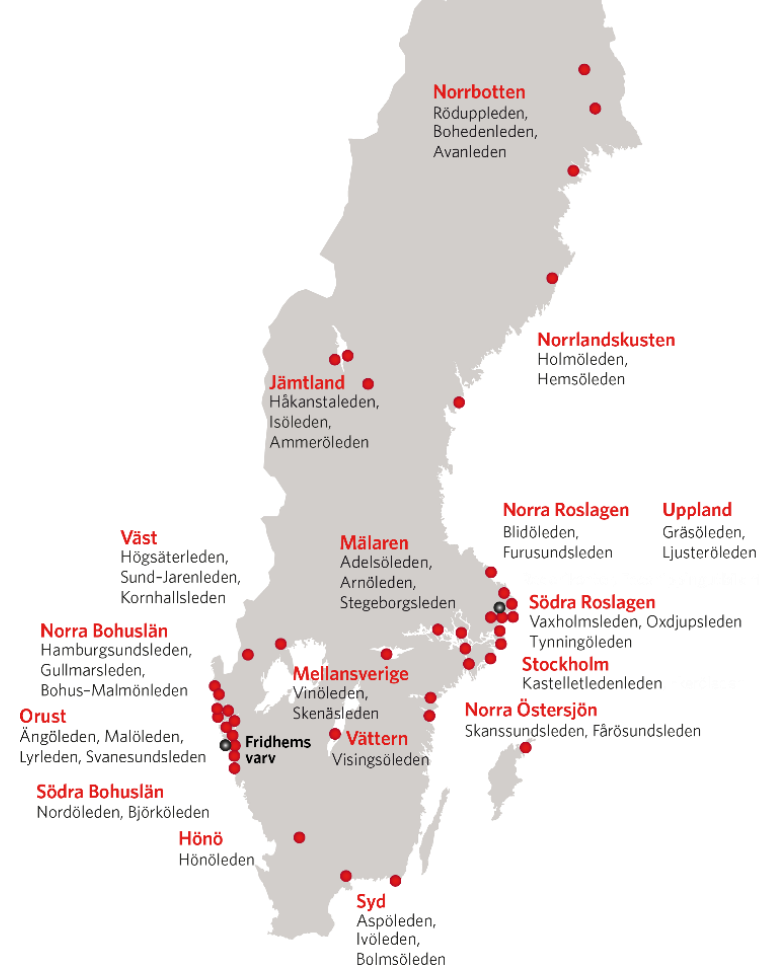 Norrbotten
Röduppleden,
Bohedenleden,
Avanleden
Norrlandskusten
Holmöleden,
Hemsöleden
Jämtland
Håkanstaleden,
Isöleden,
Ammeröleden
Norra Roslagen
Blidöleden,
Furusundsleden
Uppland
Gräsöleden,
Ljusteröleden
Väst
Högsäterleden,
Sund-Jarenleden,
Kornhallsleden
Mälaren
Adelsöleden,
Arnöleden,
Stegeborgsleden
Södra Roslagen
Vaxholmsleden, Oxdjupsleden
Tynningöleden
Norra Bohuslän
Hamburgsundsleden,
Gullmarsleden,
Bohus-Malmönleden
Stockholm
Kastelletledenleden
Mellansverige
Vinöleden,
Skenäsleden
Norra Östersjön
Skanssundsleden, Fårösundsleden
Orust
Ängöleden, Malöleden,
Lyrleden, Svanesundsleden
Fridhems
varv
Vättern
Visingsöleden
Södra Bohuslän
Nordöleden, Björköleden
Hönö
Hönöleden
Syd
Aspöleden,
Ivöleden,
Bolmsöleden